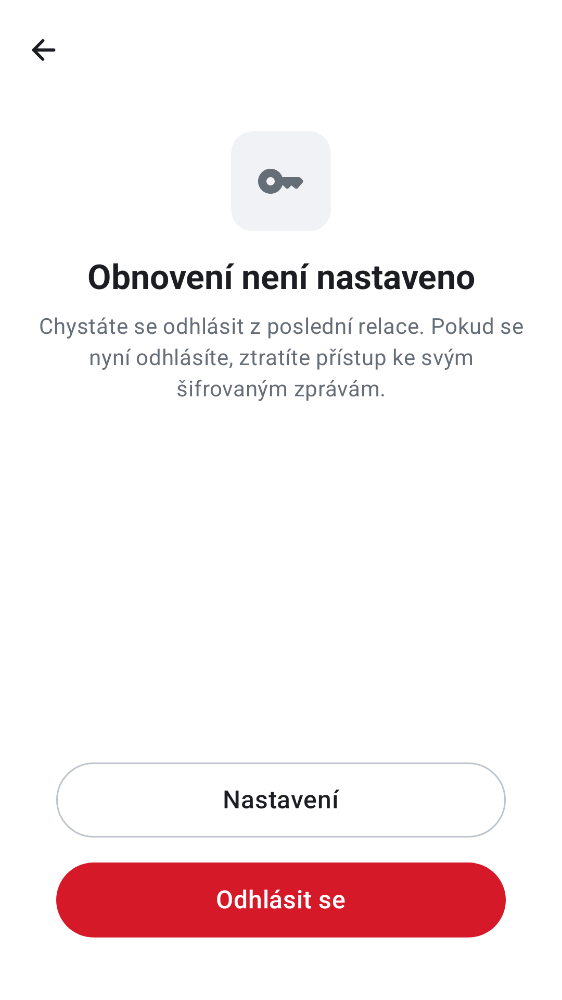 Obnovení není nastaveno
Chystáte se odhlásit z poslední relace. Pokud se
nyní odhlásíte, ztratíte přístup ke svým
šifrovaným zprávám.
Nastavení
Odhlásit se